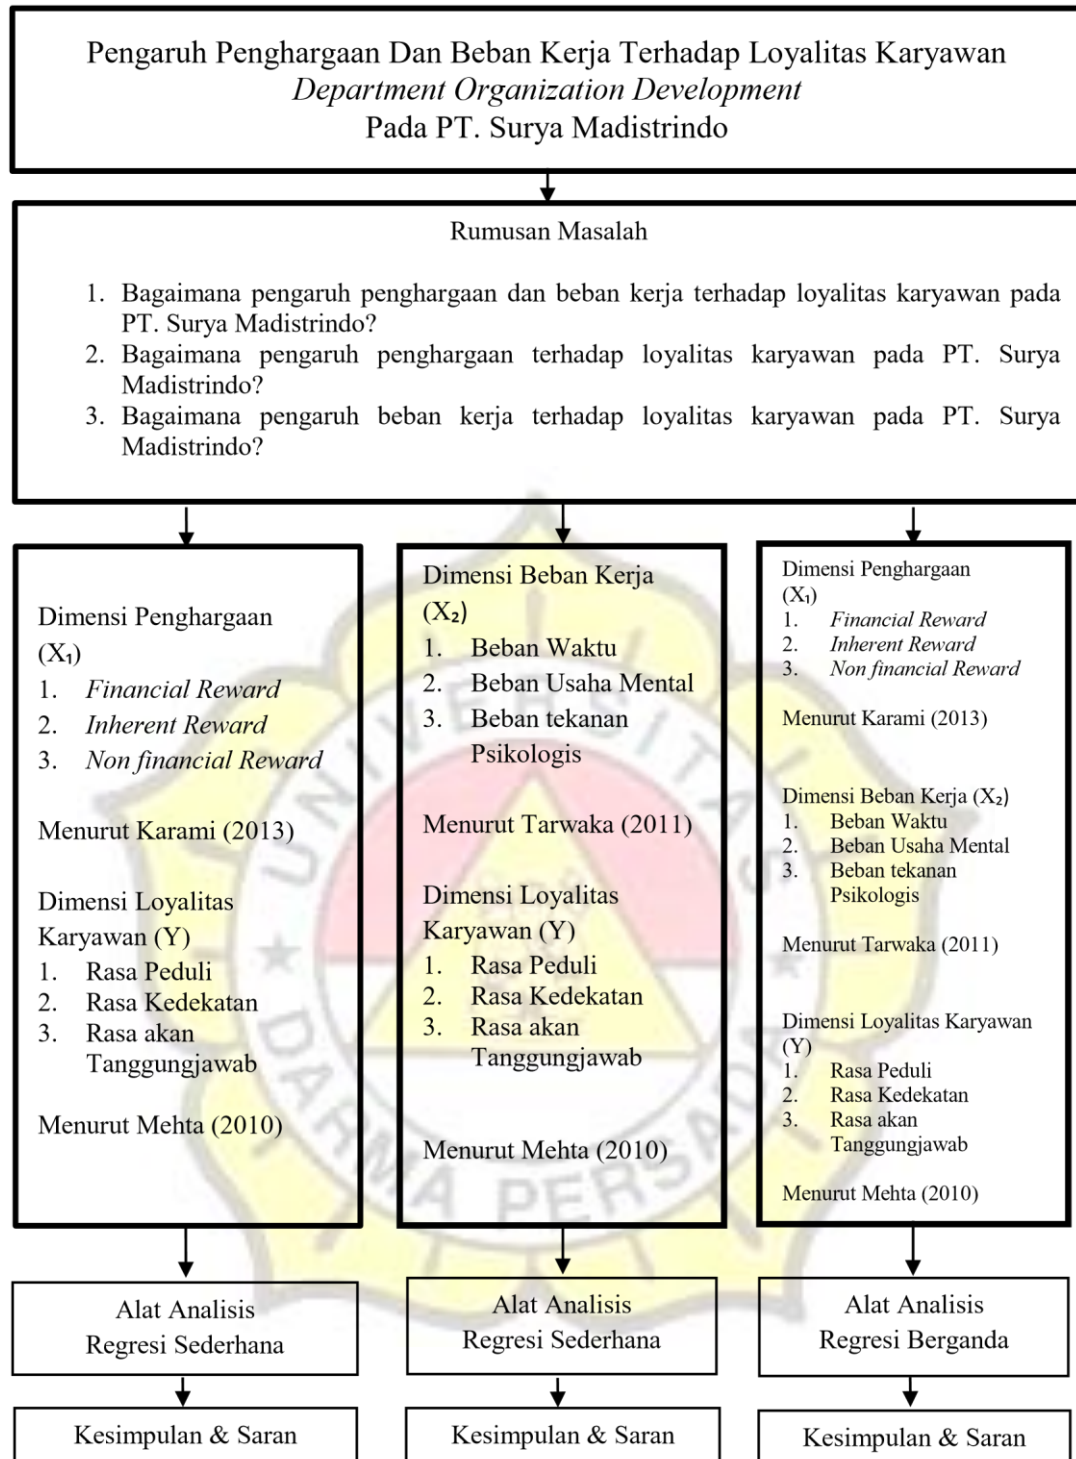 Pengaruh Penghargaan Dan Beban Kerja Terhadap Loyalitas Karyawan
Department Organization Development
Pada PT. Surya Madistrindo
Rumusan Masalah
1. Bagaimana pengaruh penghargaan dan beban kerja terhadap loyalitas karyawan pada
PT. Surya Madistrindo?
2. Bagaimana pengaruh penghargaan terhadap loyalitas karyawan pada PT. Surya
Madistrindo?
3. Bagaimana pengaruh beban kerja terhadap loyalitas karyawan pada PT. Surya
Madistrindo?
Dimensi Penghargaan
(X₁)
1. Financial Reward
2. Inherent Reward
3. Non financial Reward
Menurut Karami (2013)
Dimensi Loyalitas
Karyawan (Y)
1. Rasa Peduli
2. Rasa Kedekatan
3. Rasa akan
Tanggungjawab
Menurut Mehta (2010)
Dimensi Beban Kerja
(X₂)
1. Beban Waktu
2. Beban Usaha Mental
3. Beban tekanan
Psikologis
Menurut Tarwaka (2011)
Dimensi Loyalitas
Karyawan (Y)
1. Rasa Peduli
2. Rasa Kedekatan
3. Rasa akan
Tanggungjawab
Menurut Mehta (2010)
Dimensi Penghargaan
(X₁)
1. Financial Reward
2. Inherent Reward
3. Non financial Reward
Menurut Karami (2013)
Dimensi Beban Kerja (X₂)
1. Beban Waktu
2. Beban Usaha Mental
3. Beban tekanan
Psikologis
Menurut Tarwaka (2011)
Dimensi Loyalitas Karyawan
(Y)
1. Rasa Peduli
2. Rasa Kedekatan
3. Rasa akan
Tanggungjawab
Menurut Mehta (2010)
Alat Analisis
Regresi Sederhana
Alat Analisis
Regresi Sederhana
Alat Analisis
Regresi Berganda
Kesimpulan & Saran
Kesimpulan & Saran
Kesimpulan & Saran
UNIVERSITAS
DARMA PERSADA